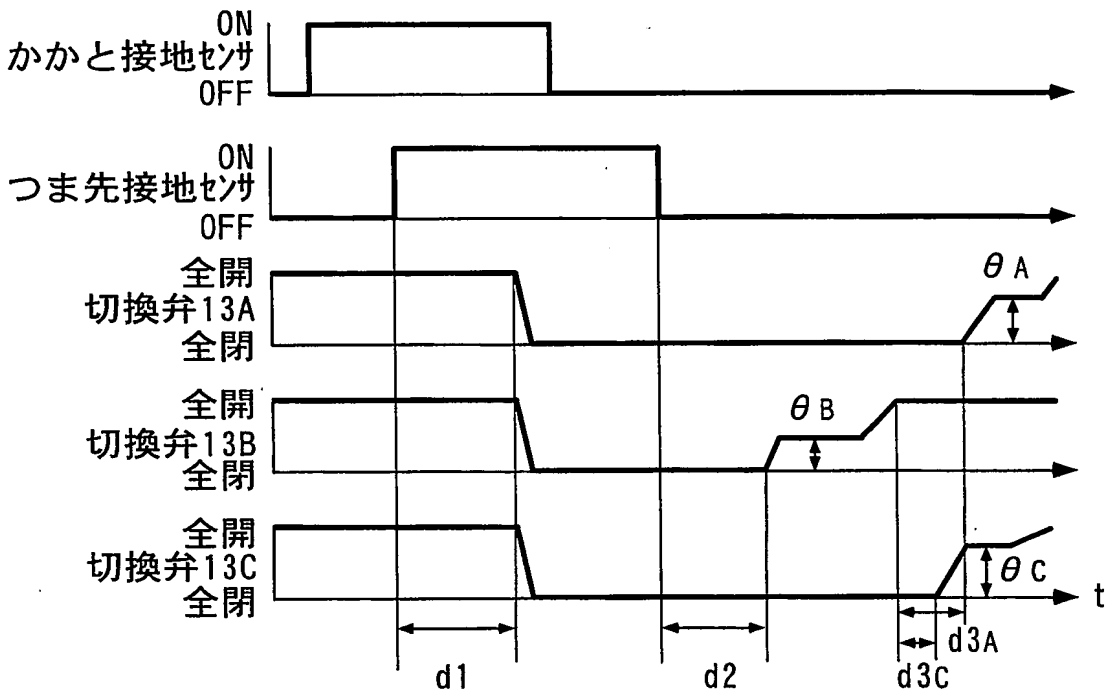 ON
かかと接地センサ
OFF
ON
つま先接地センサ
OFF
全開
切換弁13A
全閉
θA
全開
切換弁13B
全閉
θB
全開
切換弁13C
全閉
θC
t
d1
d2
d3C
d3A